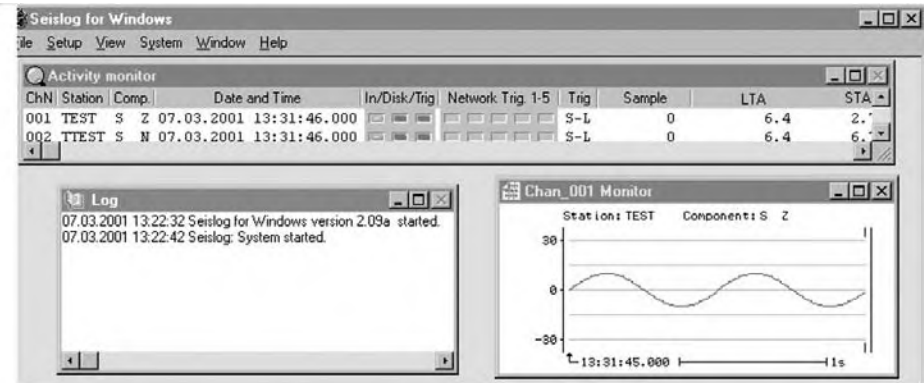 Seislog for Windows
File Setup View System Window Help
Activity monitor
ChN Station Comp. Date and Time In/Disk/Trig Network Trig. 1-5 Trig Sample LTA STA
001 TEST S Z 07.03.2001 13:31:46.000 S-L 0 6.4
002 TTEST S N 07.03.2001 13:31:46.000 S-L 0 6.4
Log
07.03.2001 13:22:32 Seislog for Windows version 2.09a started.
07.03.2001 13:22:42 Seislog: System started.
Chan_001 Monitor
Station: TEST Component: S Z
30
0
-30
13:31:45.000 1s